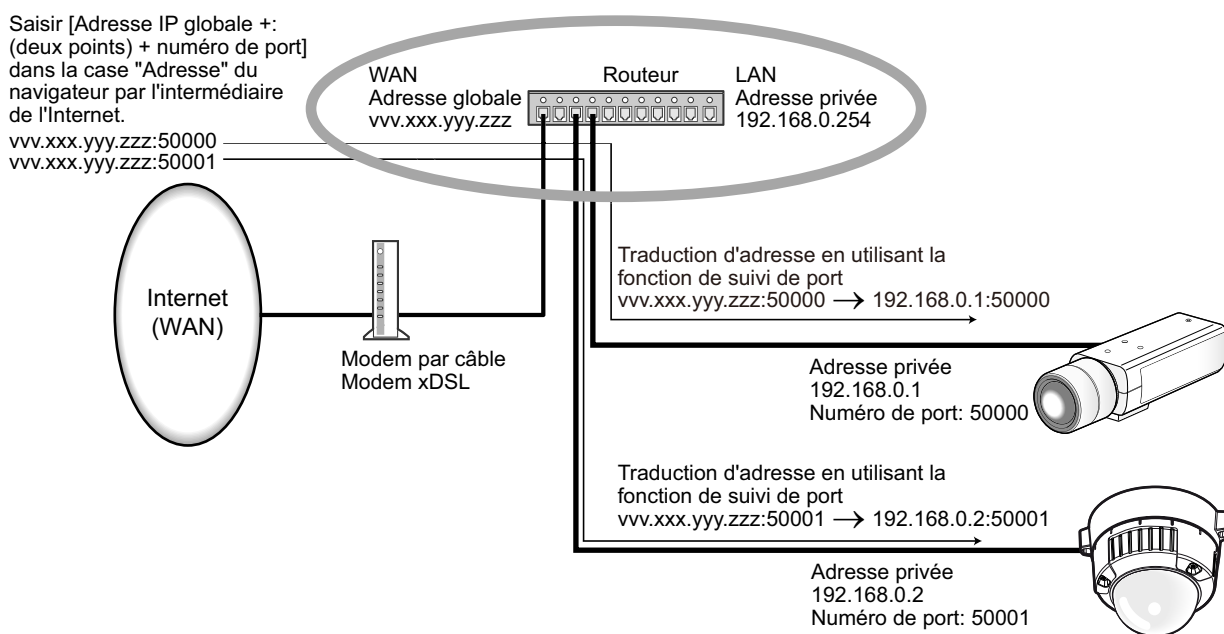 Saisir [Adresse IP globale +:
(deux points) + numéro de port]
dans la case "Adresse" du
navigateur par l'intermédiaire
de l'Internet.
vvv.xxx.yyy.zzz:50000
vvv.xxx.yyy.zzz:50001
WAN
Adresse globale
vvv.xxx.yyy.zzz
Routeur
LAN
Adresse privée
192.168.0.254
Internet
(WAN)
Modem par câble
Modem xDSL
Traduction d'adresse en utilisant la
fonction de suivi de port
vvv.xxx.yyy.zzz:50000 → 192.168.0.1:50000
Adresse privée
192.168.0.1
Numéro de port: 50000
Traduction d'adresse en utilisant la
fonction de suivi de port
vvv.xxx.yyy.zzz:50001 → 192.168.0.2:50001
Adresse privée
192.168.0.2
Numéro de port: 50001